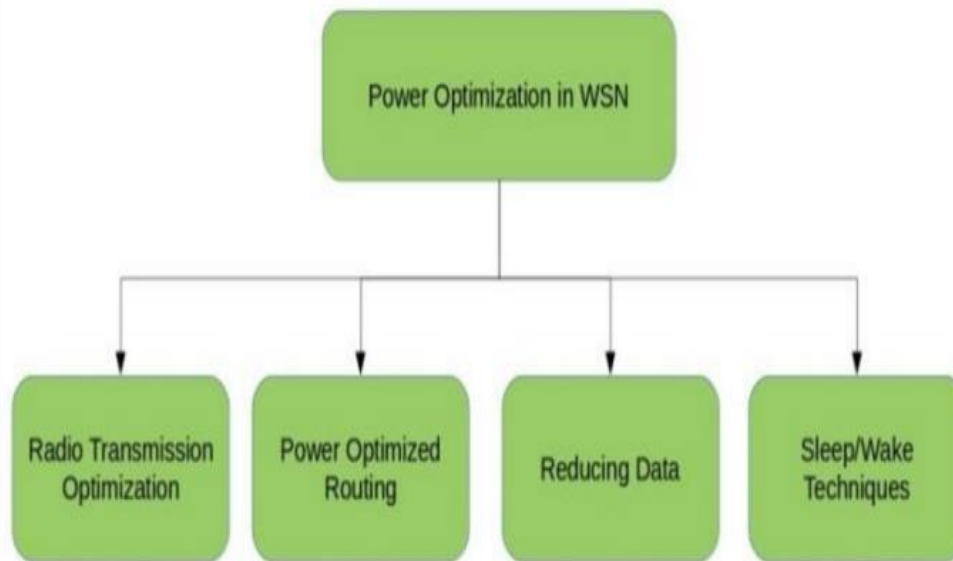 Power Optimization in WSN
Radio Transmission
Optimization
Power Optimized
Routing
Reducing Data
Sleep/Wake
Techniques